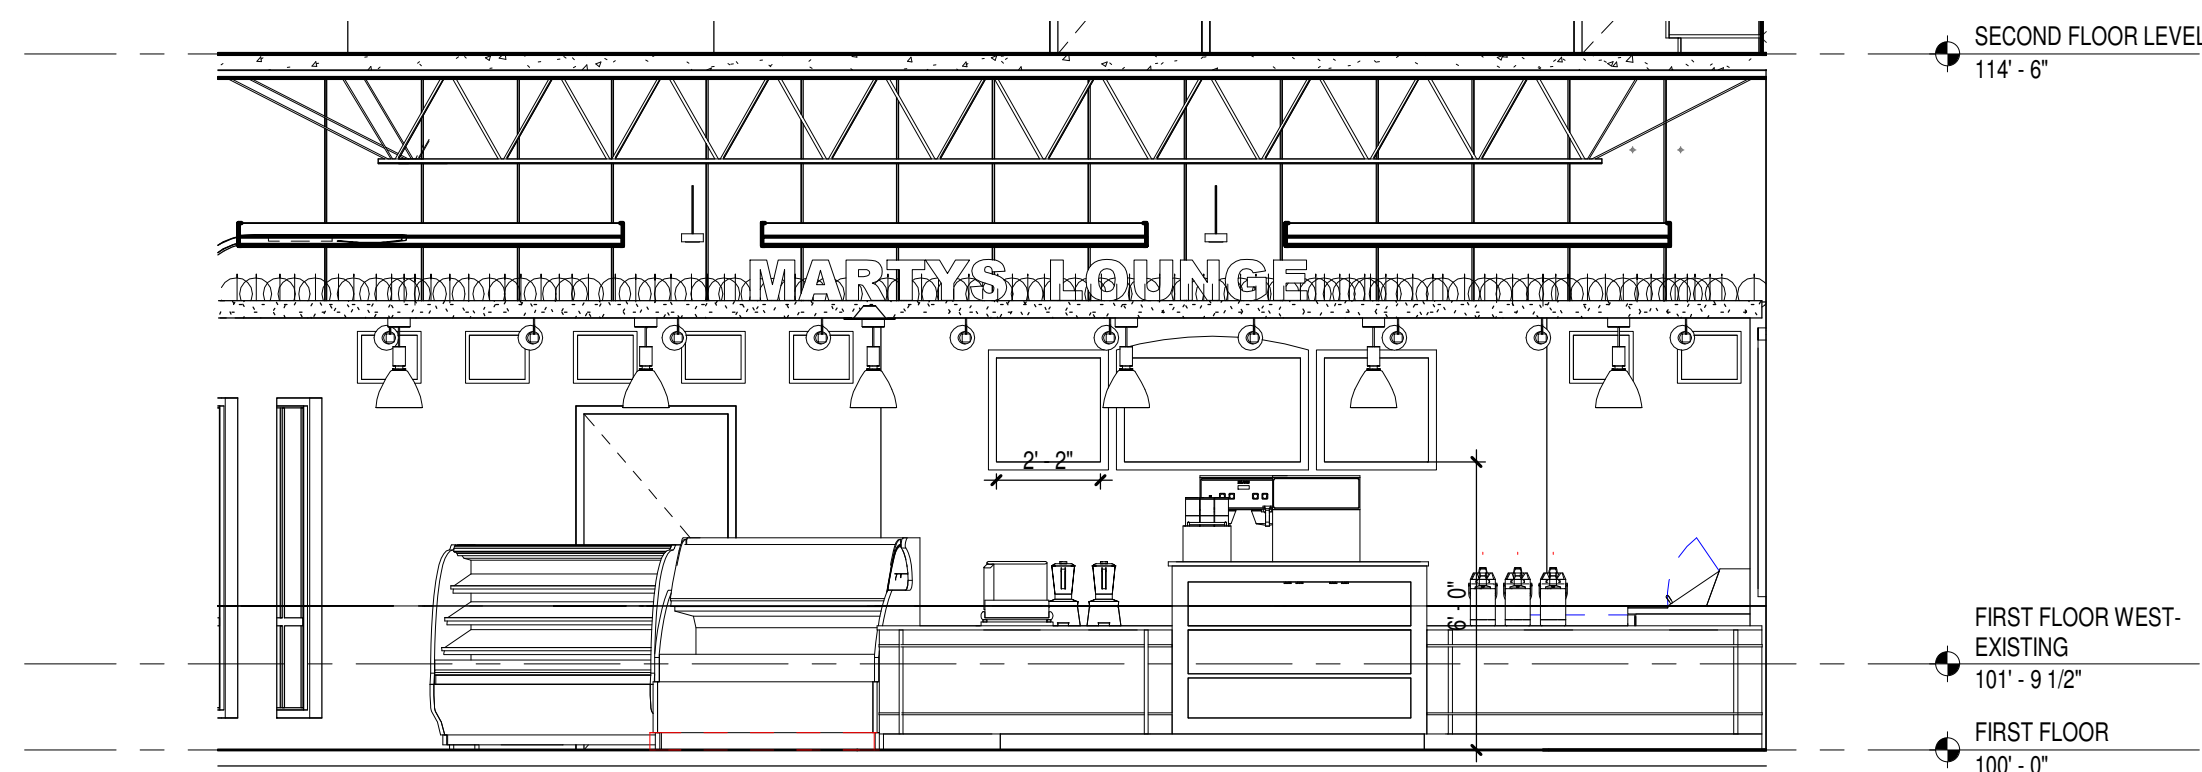 SECOND FLOOR LEVEL
114' - 6"
MARTYS LOUNGE
2' - 2"
6' - 0"
FIRST FLOOR WEST-
EXISTING
101' - 9 1/2"
FIRST FLOOR
100' - 0"